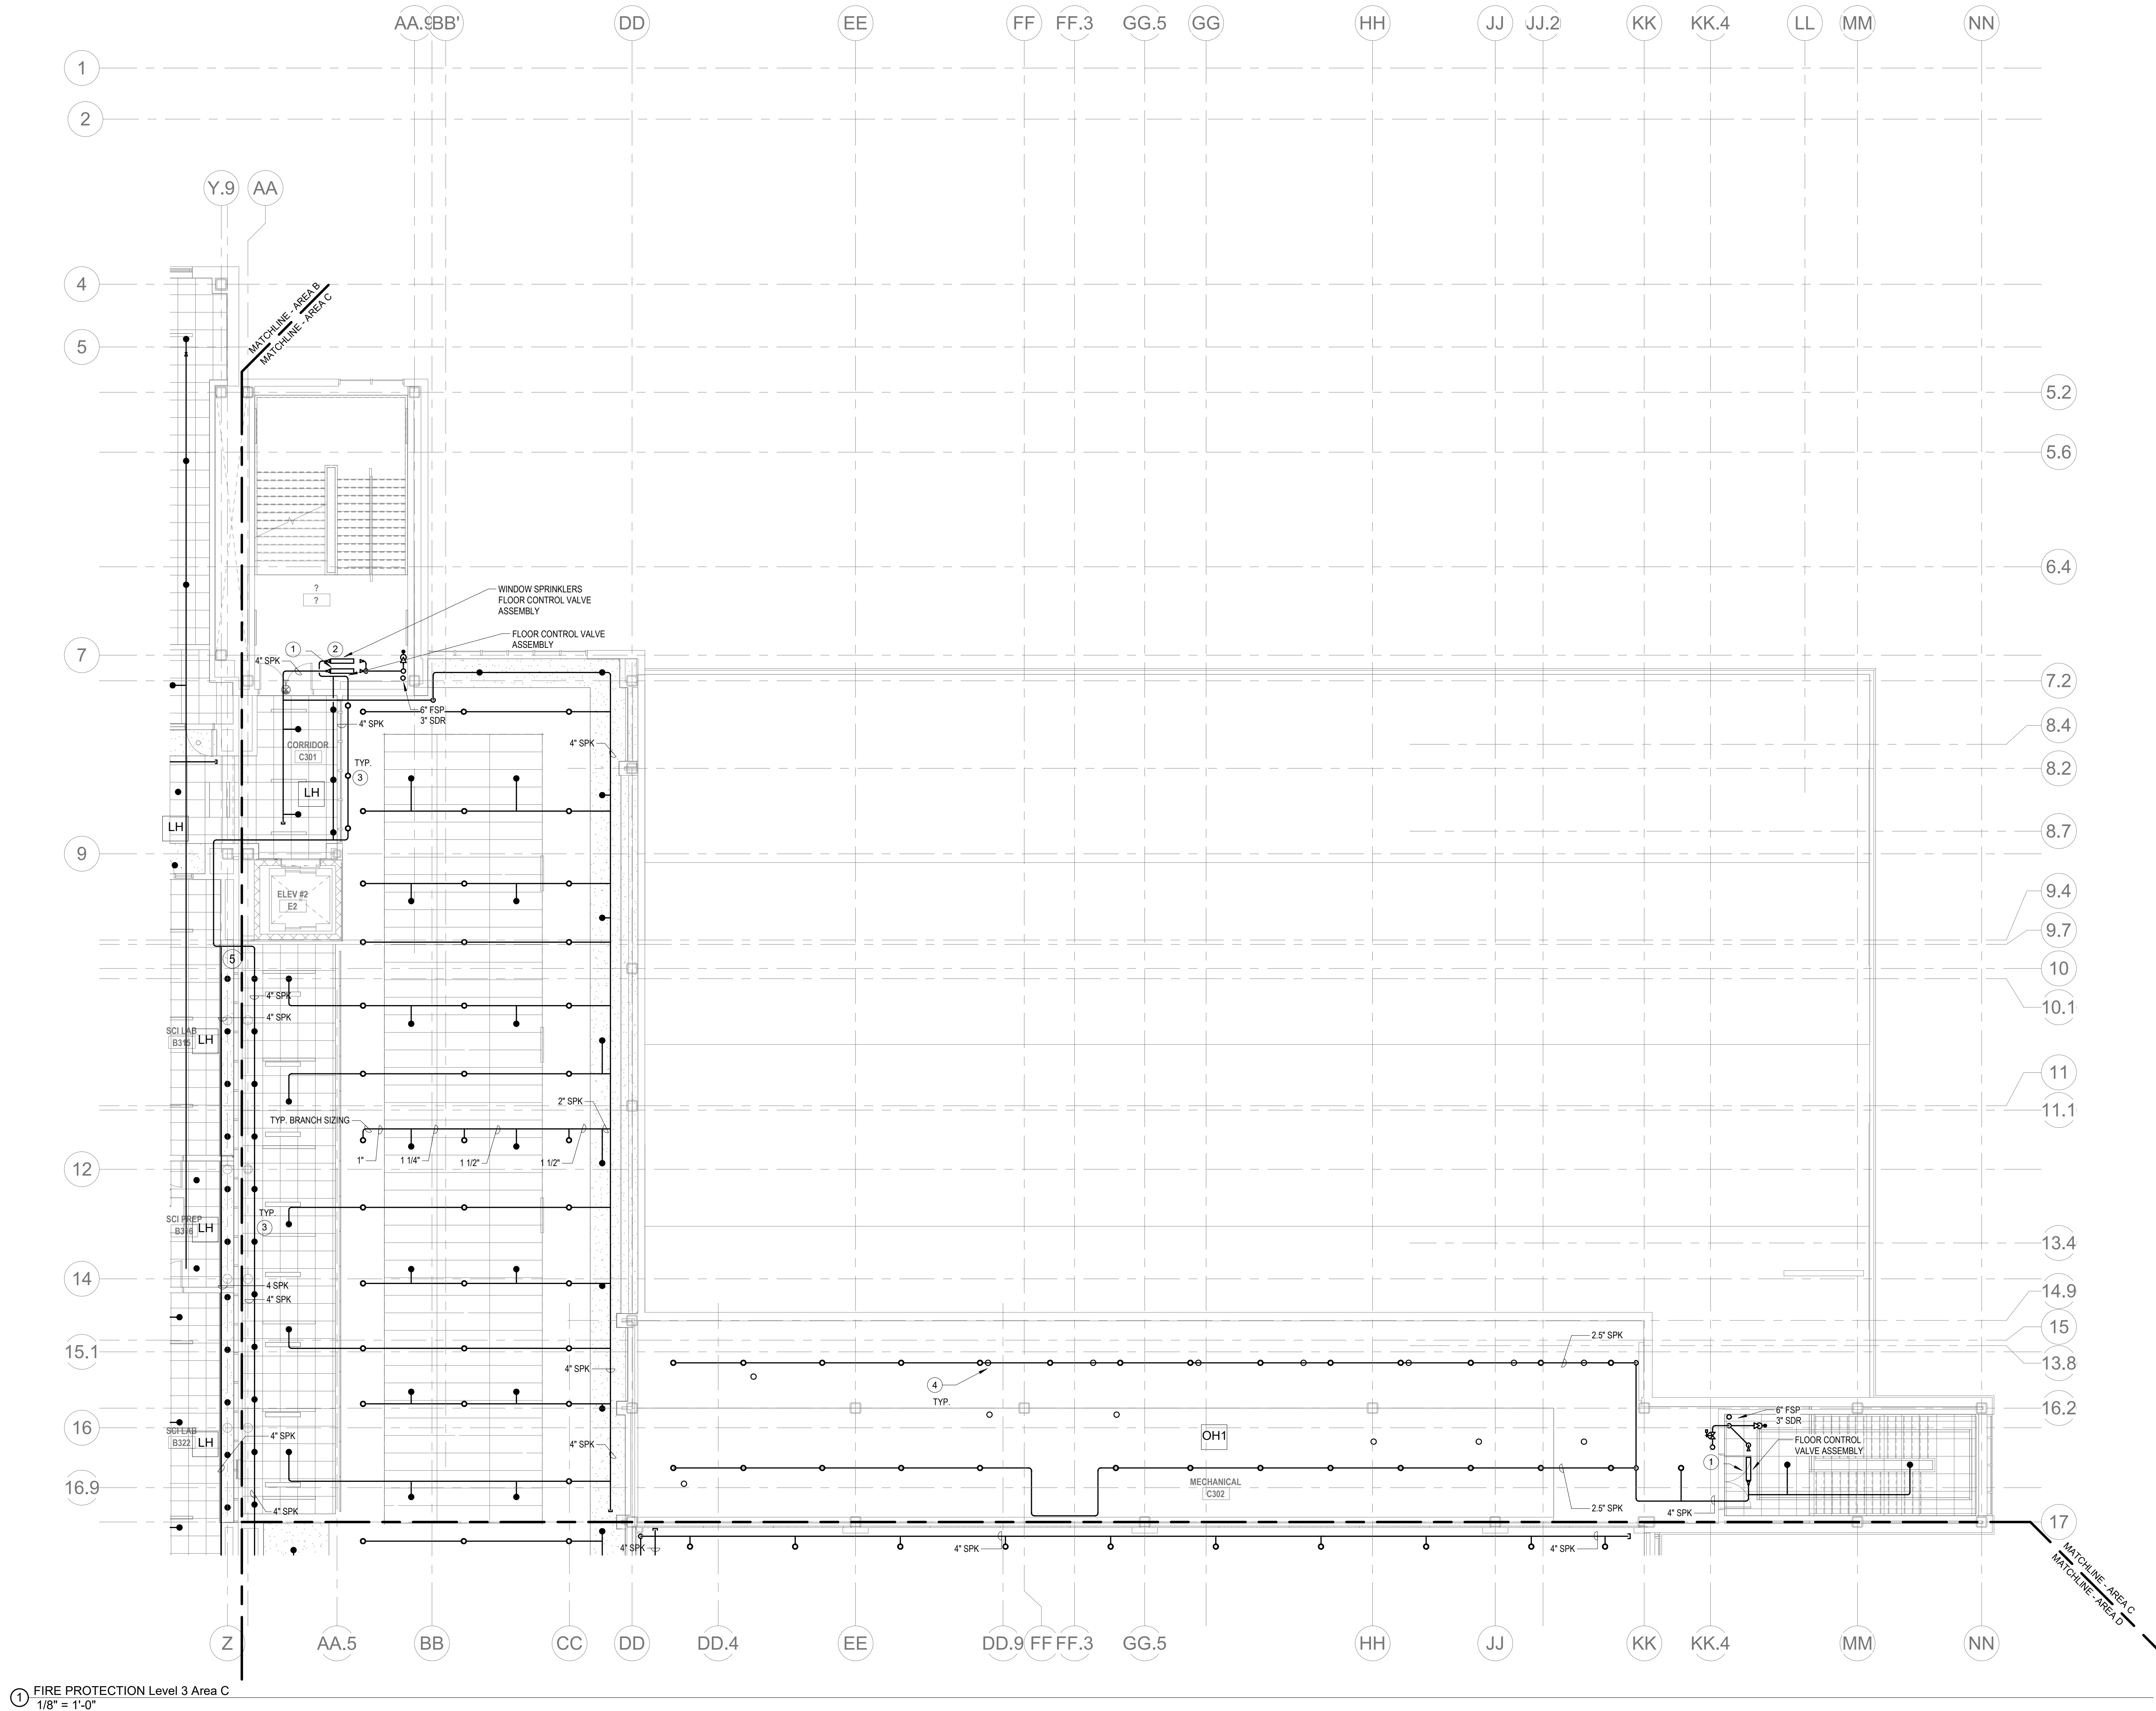 AA.9
BB'
DD
EE
FF
FF.3
GG.5
GG
HH
JJ
JJ.2
KK
KK.4
LL
MM
NN
1
2
Y.9
AA
4
MATCHLINE - AREA B
MATCHLINE - AREA C
5
5.2
5.6
6.4
?
?
WINDOW SPRINKLERS
FLOOR CONTROL VALVE
ASSEMBLY
FLOOR CONTROL VALVE
ASSEMBLY
7
1
2
4" SPK
7.2
6" FSP
3" SDR
4" SPK
8.4
4" SPK
CORRIDOR
C301
TYP.
3
8.2
LH
LH
8.7
9
ELEV #2
E2
9.4
9.7
5
10
4" SPK
10.1
4" SPK
SCI LAB
B315
LH
11
2" SPK
11.1
TYP. BRANCH SIZING
1"
1 1/4"
1 1/2"
1 1/2"
12
TYP.
3
SCI PREP
B316
LH
13.4
14
4 SPK
4" SPK
14.9
15
2.5" SPK
15.1
13.8
4" SPK
4
TYP.
16.2
6" FSP
3" SDR
16
4" SPK
SCI LAB
B322
LH
4" SPK
OH1
FLOOR CONTROL
VALVE ASSEMBLY
1
16.9
MECHANICAL
C302
4" SPK
2.5" SPK
4" SPK
17
4" SPK
4" SPK
4" SPK
MATCHLINE - AREA C
MATCHLINE - AREA D
Z
AA.5
BB
CC
DD
DD.4
EE
DD.9
FF
FF.3
GG.5
HH
JJ
KK
KK.4
MM
NN
1
FIRE PROTECTION Level 3 Area C
1/8" = 1'-0"